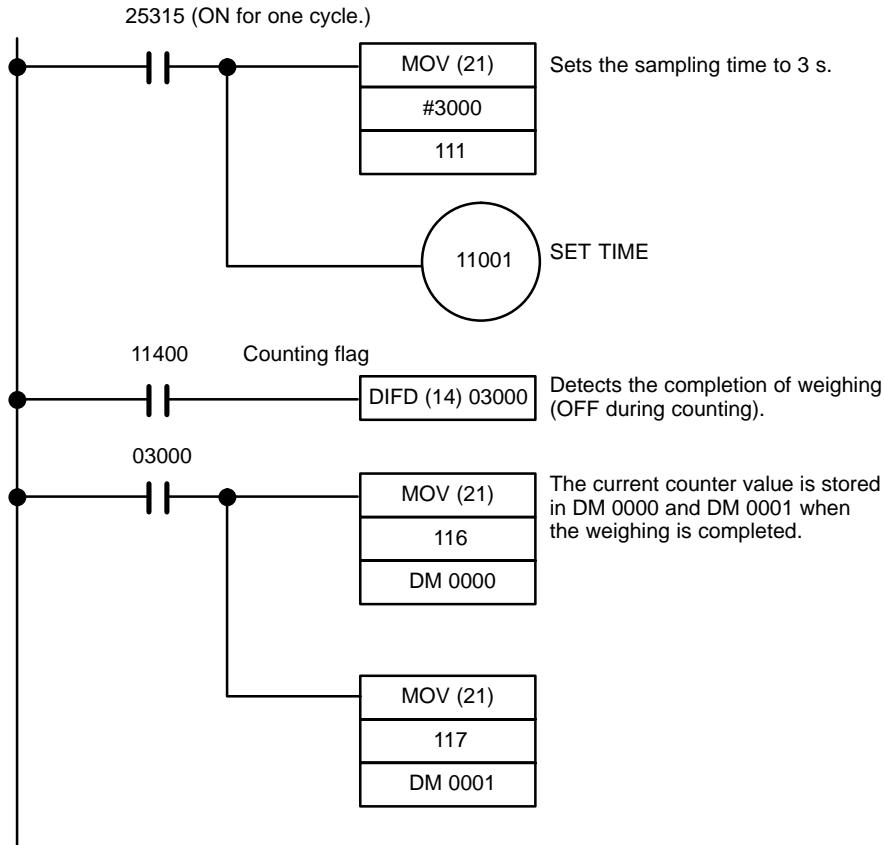 25315 (ON for one cycle.)
MOV (21)
Sets the sampling time to 3 s.
#3000
111
11001
SET TIME
11400
Counting flag
DIFD (14) 03000
Detects the completion of weighing
(OFF during counting).
03000
MOV (21)
The current counter value is stored
in DM 0000 and DM 0001 when
the weighing is completed.
116
DM 0000
MOV (21)
117
DM 0001